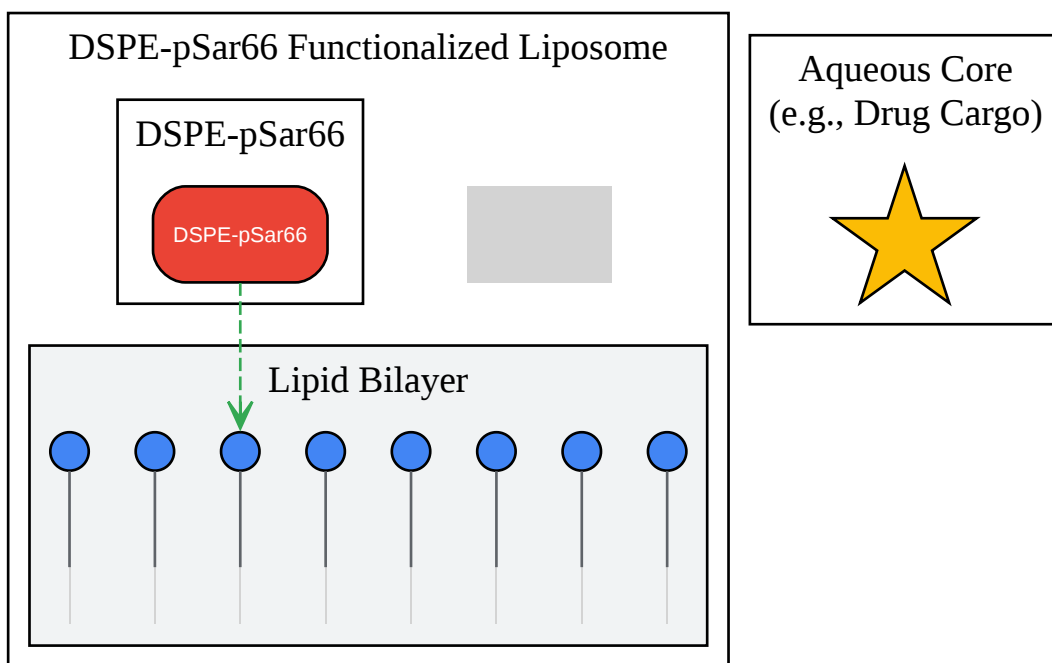 DSPE-pSar66 Functionalized Liposome
DSPE-pSar66
DSPE-pSar66
Lipid Bilayer
Aqueous Core
(e.g., Drug Cargo)